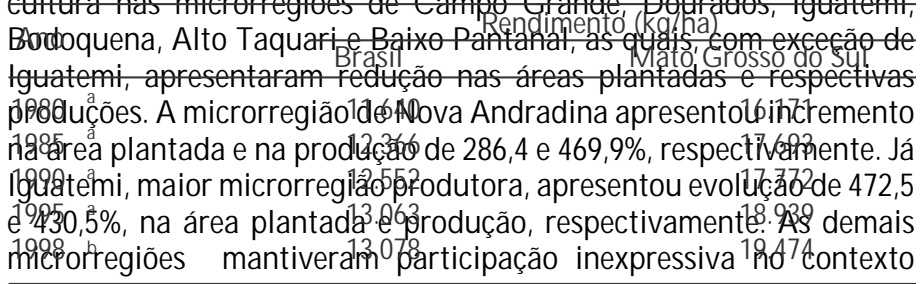 cultura nas microrregiões de Campo Grande, Dourados, Iguatemi,
Bodoquena, Alto Taquari e Baixo Pantanal, as quais, com exceção de
Iguatemi, apresentaram redução nas áreas plantadas e respectivas
produções. A microrregião de Nova Andradina apresentou incremento
na área plantada e na produção de 286,4 e 469,9%, respectivamente. Já
Iguatemi, maior microrregião produtora, apresentou evolução de 472,5
e 430,5%, na área plantada e produção, respectivamente. As demais
microrregiões mantiveram participação inexpressiva no contexto
Ano Rendimento (kg/ha)
Brasil Mato Grosso do Sul
1980 a 11.640 16.171
1985 a 12.366 17.693
1990 a 12.552 17.772
1995 a 13.063 18.939
1998 b 13.078 19.474